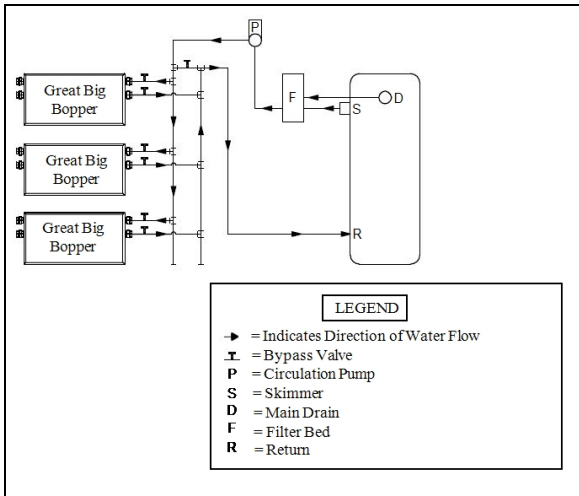 P
F
D
S
Great Big
Bopper
Great Big
Bopper
Great Big
Bopper
R
LEGEND
= Indicates Direction of Water Flow
= Bypass Valve
P = Circulation Pump
S = Skimmer
D = Main Drain
F = Filter Bed
R = Return